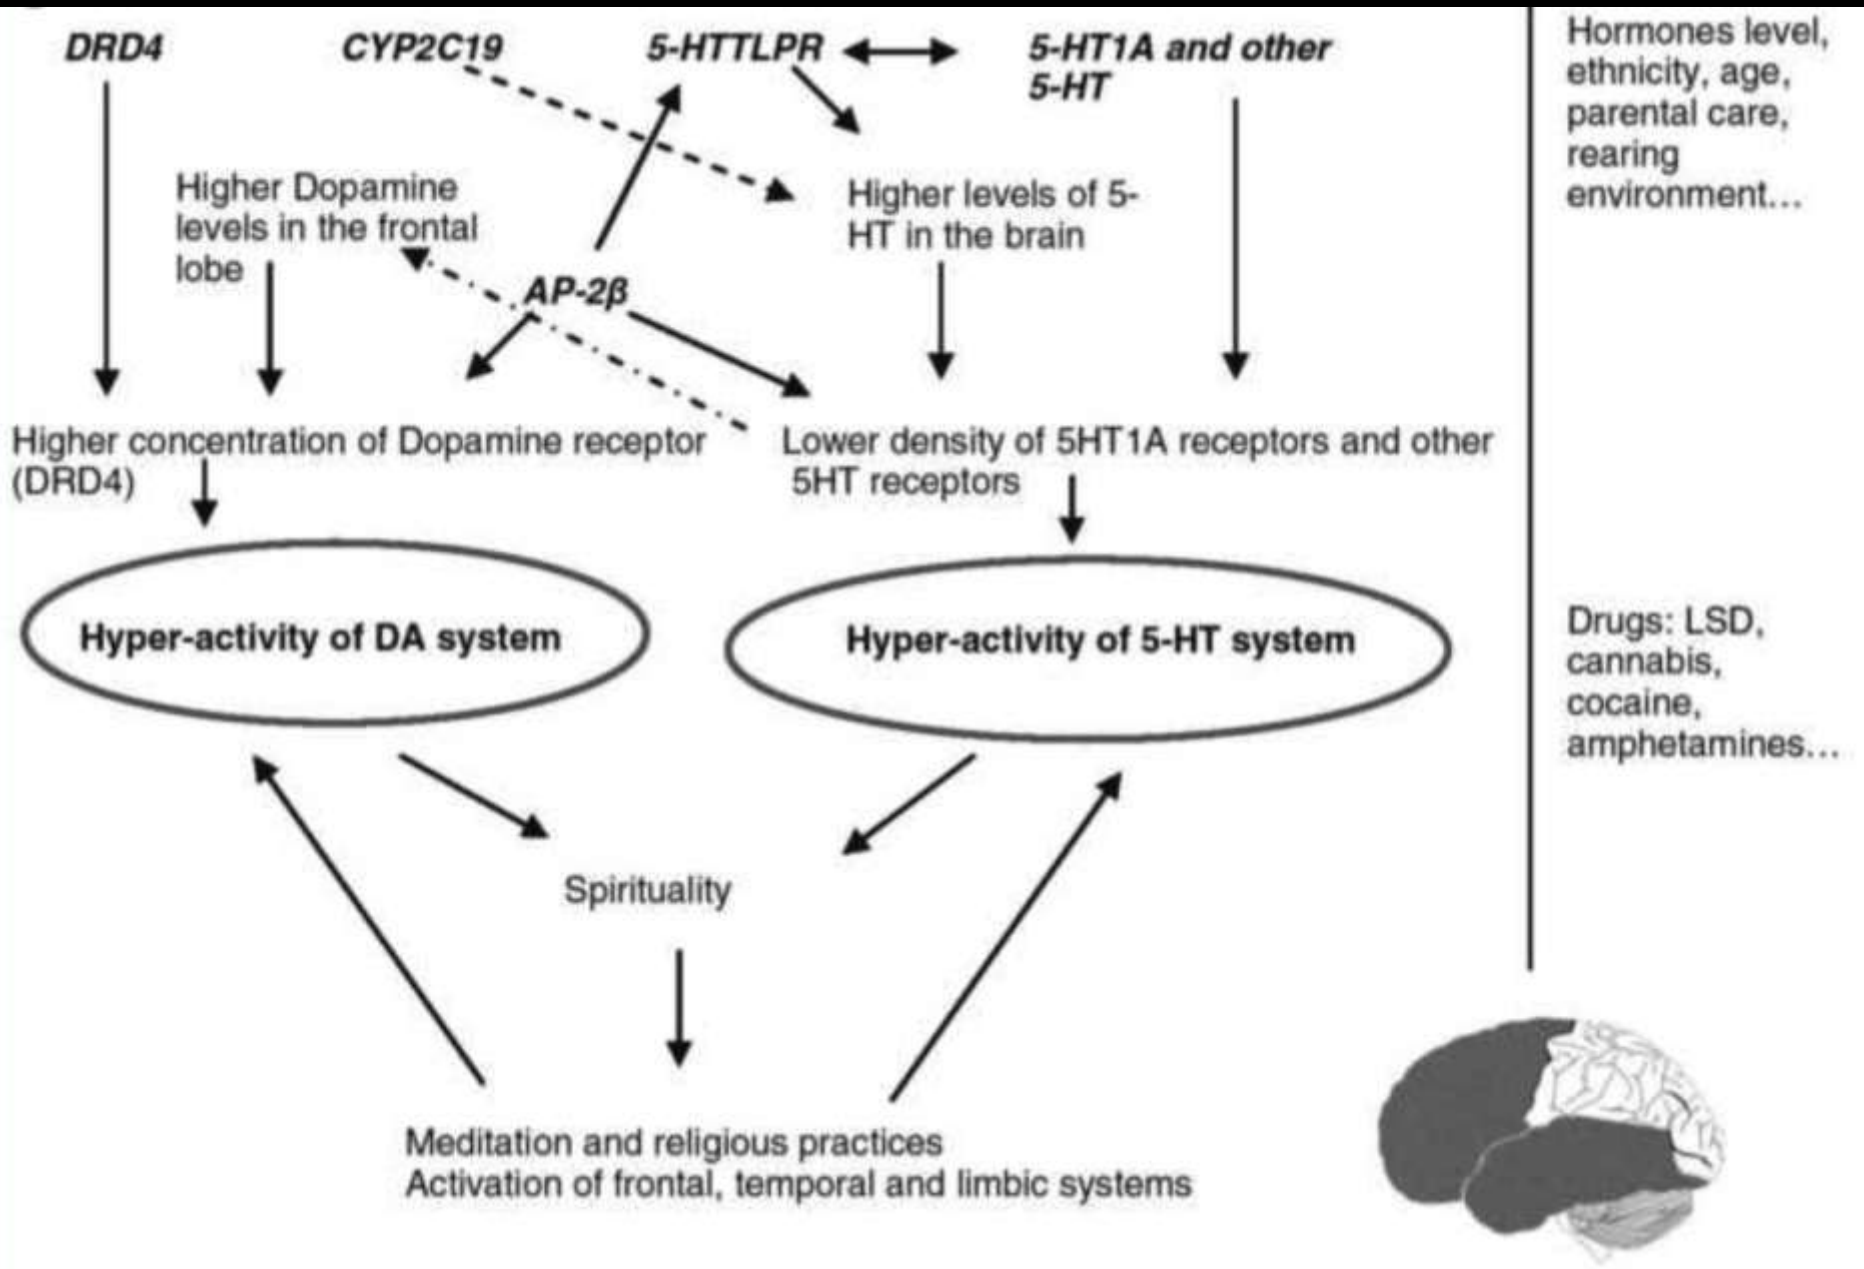 DRD4
CYP2C19
5-HTTLPR
5-HT1A and other
5-HT
Higher Dopamine
levels in the frontal
lobe
Higher levels of 5-
HT in the brain
AP-2β
Higher concentration of Dopamine receptor
(DRD4)
Lower density of 5HT1A receptors and other
5HT receptors
Hyper-activity of DA system
Hyper-activity of 5-HT system
Spirituality
Meditation and religious practices
Activation of frontal, temporal and limbic systems
Hormones level,
ethnicity, age,
parental care,
rearing
environment...
Drugs: LSD,
cannabis,
cocaine,
amphetamines...